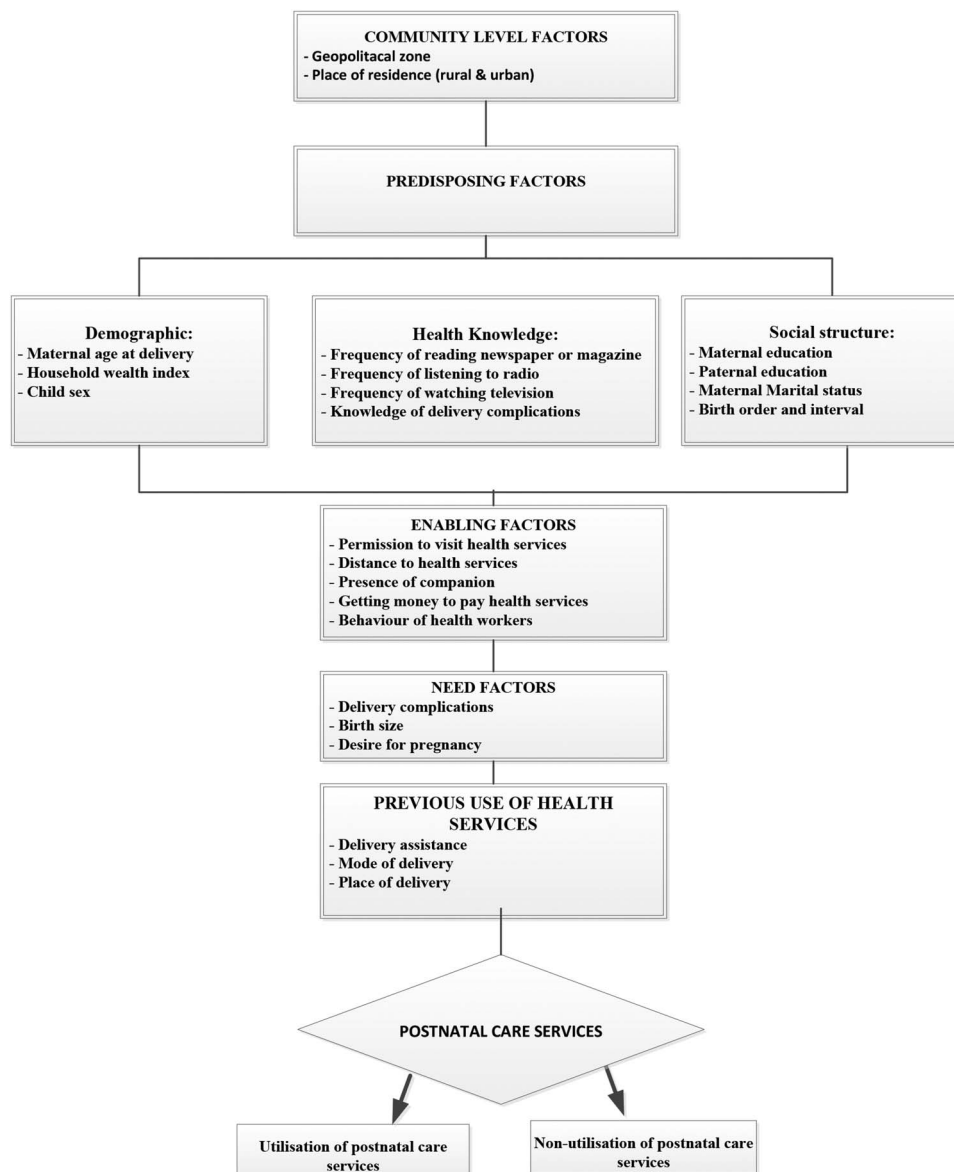 COMMUNITY LEVEL FACTORS
- Geopolitacal zone
- Place of residence (rural & urban)
PREDISPOSING FACTORS
Demographic:
- Maternal age at delivery
- Household wealth index
- Child sex
Health Knowledge:
- Frequency of reading newspaper or magazine
- Frequency of listening to radio
- Frequency of watching television
- Knowledge of delivery complications
Social structure:
- Maternal education
- Paternal education
- Maternal Marital status
- Birth order and interval
ENABLING FACTORS
- Permission to visit health services
- Distance to health services
- Presence of companion
- Getting money to pay health services
- Behaviour of health workers
NEED FACTORS
- Delivery complications
- Birth size
- Desire for pregnancy
PREVIOUS USE OF HEALTH
SERVICES
- Delivery assistance
- Mode of delivery
- Place of delivery
POSTNATAL CARE SERVICES
Utilisation of postnatal care
services
Non-utilisation of postnatal care
services